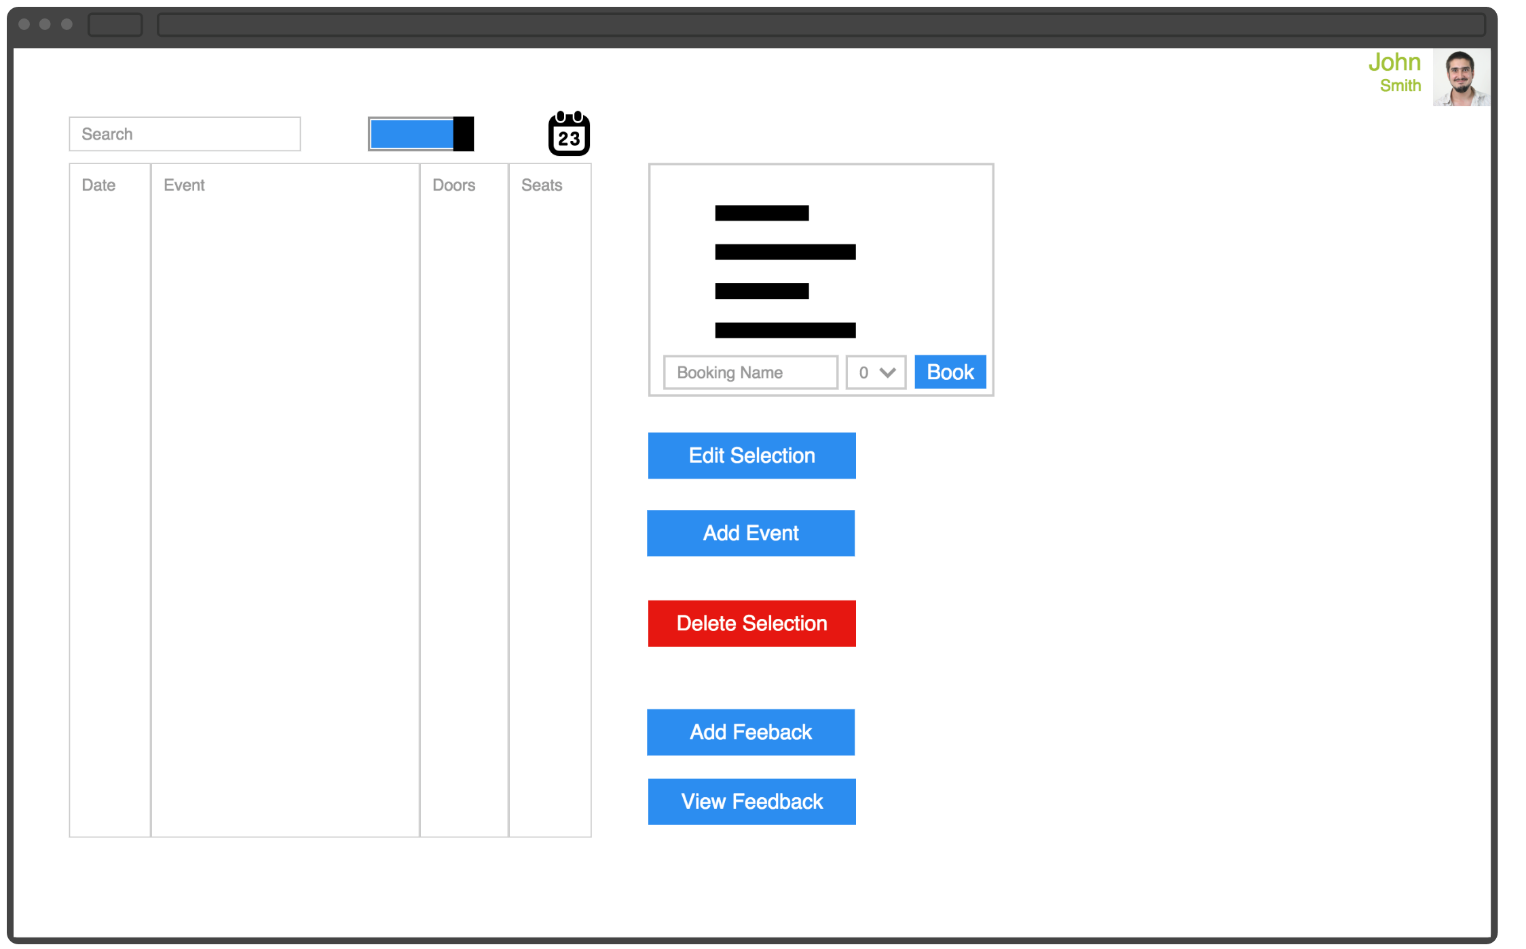 John
Smith
Search
23
Date Event Doors Seats
Booking Name 0 Book
Edit Selection
Add Event
Delete Selection
Add Feeback
View Feedback